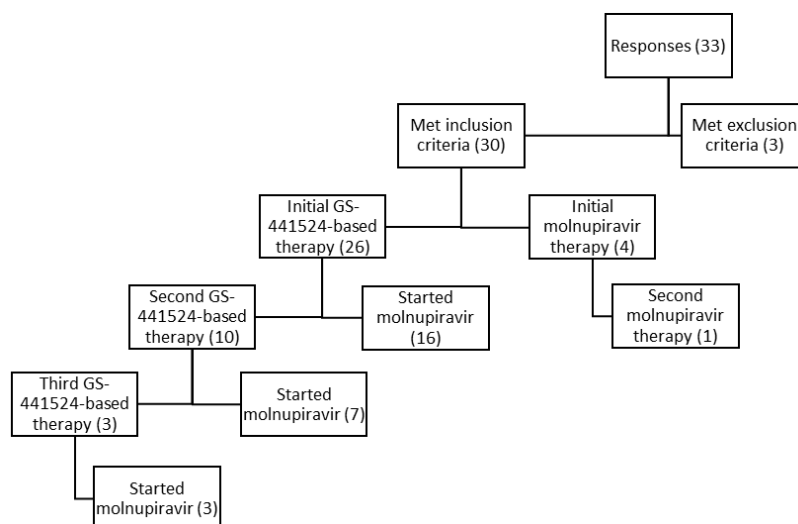 Responses (33)
Met inclusion
criteria (30)
Met exclusion
criteria (3)
Initial GS-
441524-based
therapy (26)
Initial
molnupiravir
therapy (4)
Second GS-
441524-based
therapy (10)
Started
molnupiravir
(16)
Second
molnupiravir
therapy (1)
Third GS-
441524-based
therapy (3)
Started
molnupiravir (7)
Started
molnupiravir (3)